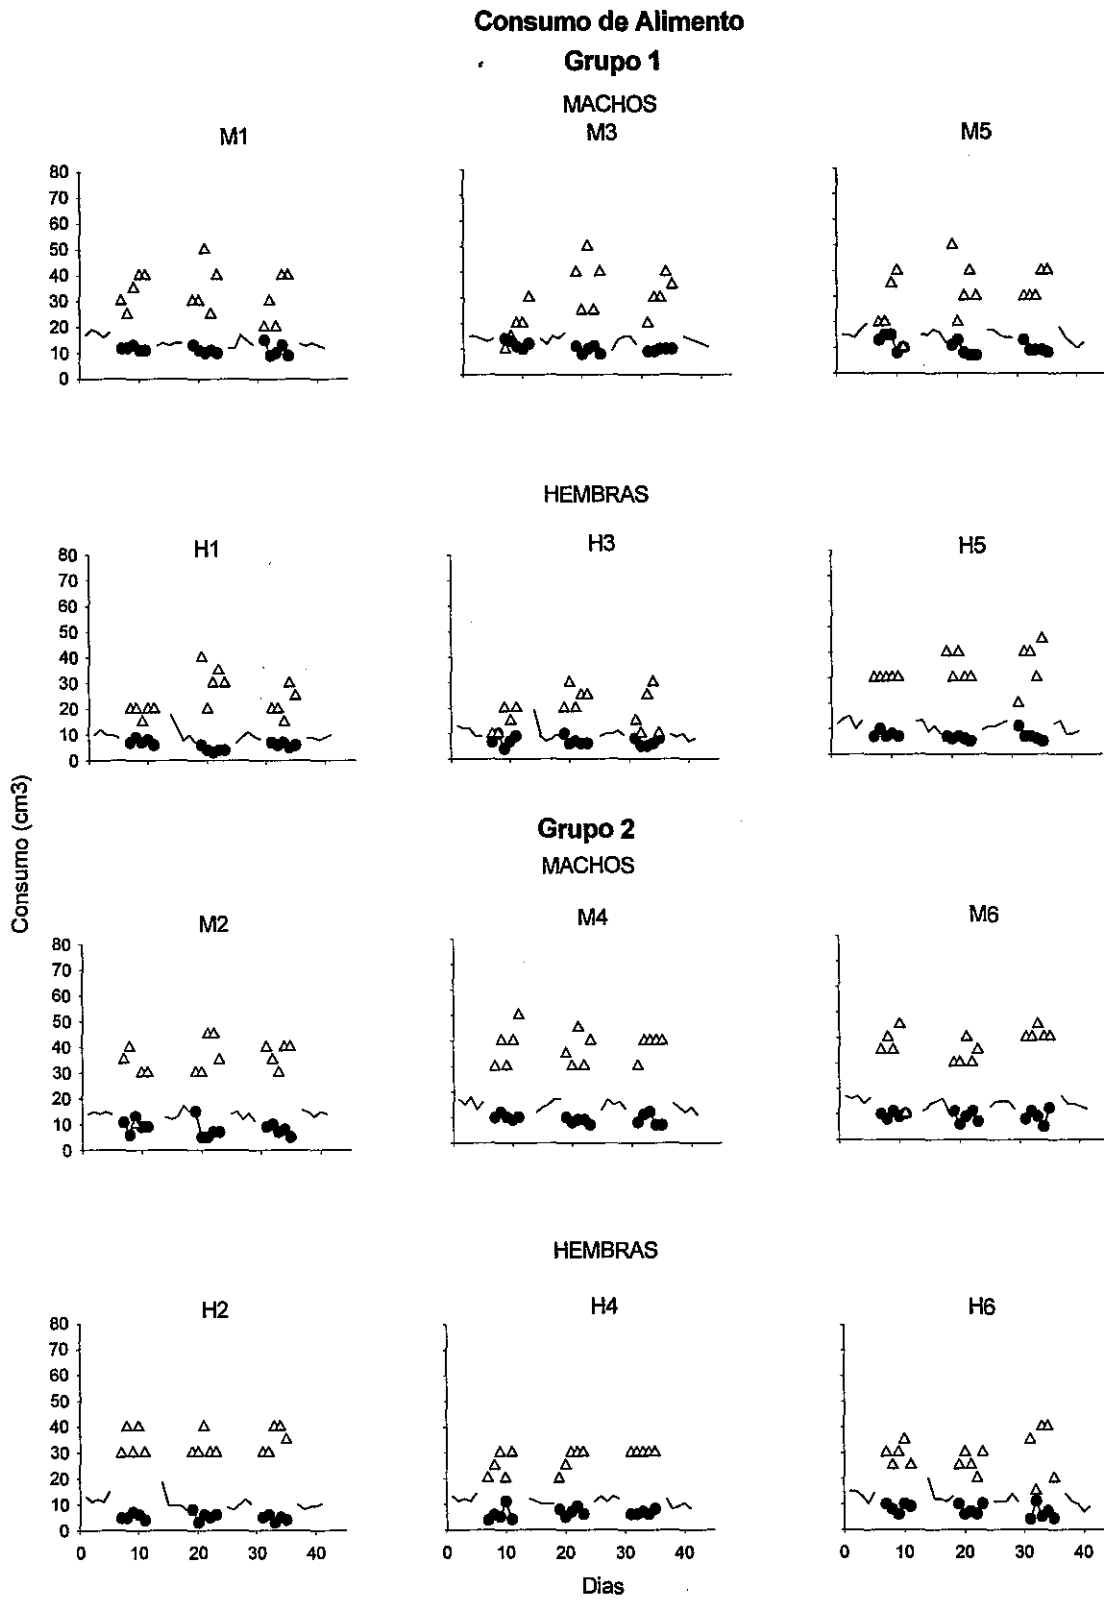 Consumo de Alimento
Grupo 1
MACHOS
M1 M3 M5
80
70
60
50
40
30
20
10
0
HEMBRAS
H1 H3 H5
80
70
60
50
40
30
20
10
0
Consumo (cm3)
Grupo 2
MACHOS
M2 M4 M6
80
70
60
50
40
30
20
10
0
HEMBRAS
H2 H4 H6
80
70
60
50
40
30
20
10
0
0 10 20 30 40 0 10 20 30 40 0 10 20 30 40
Dias